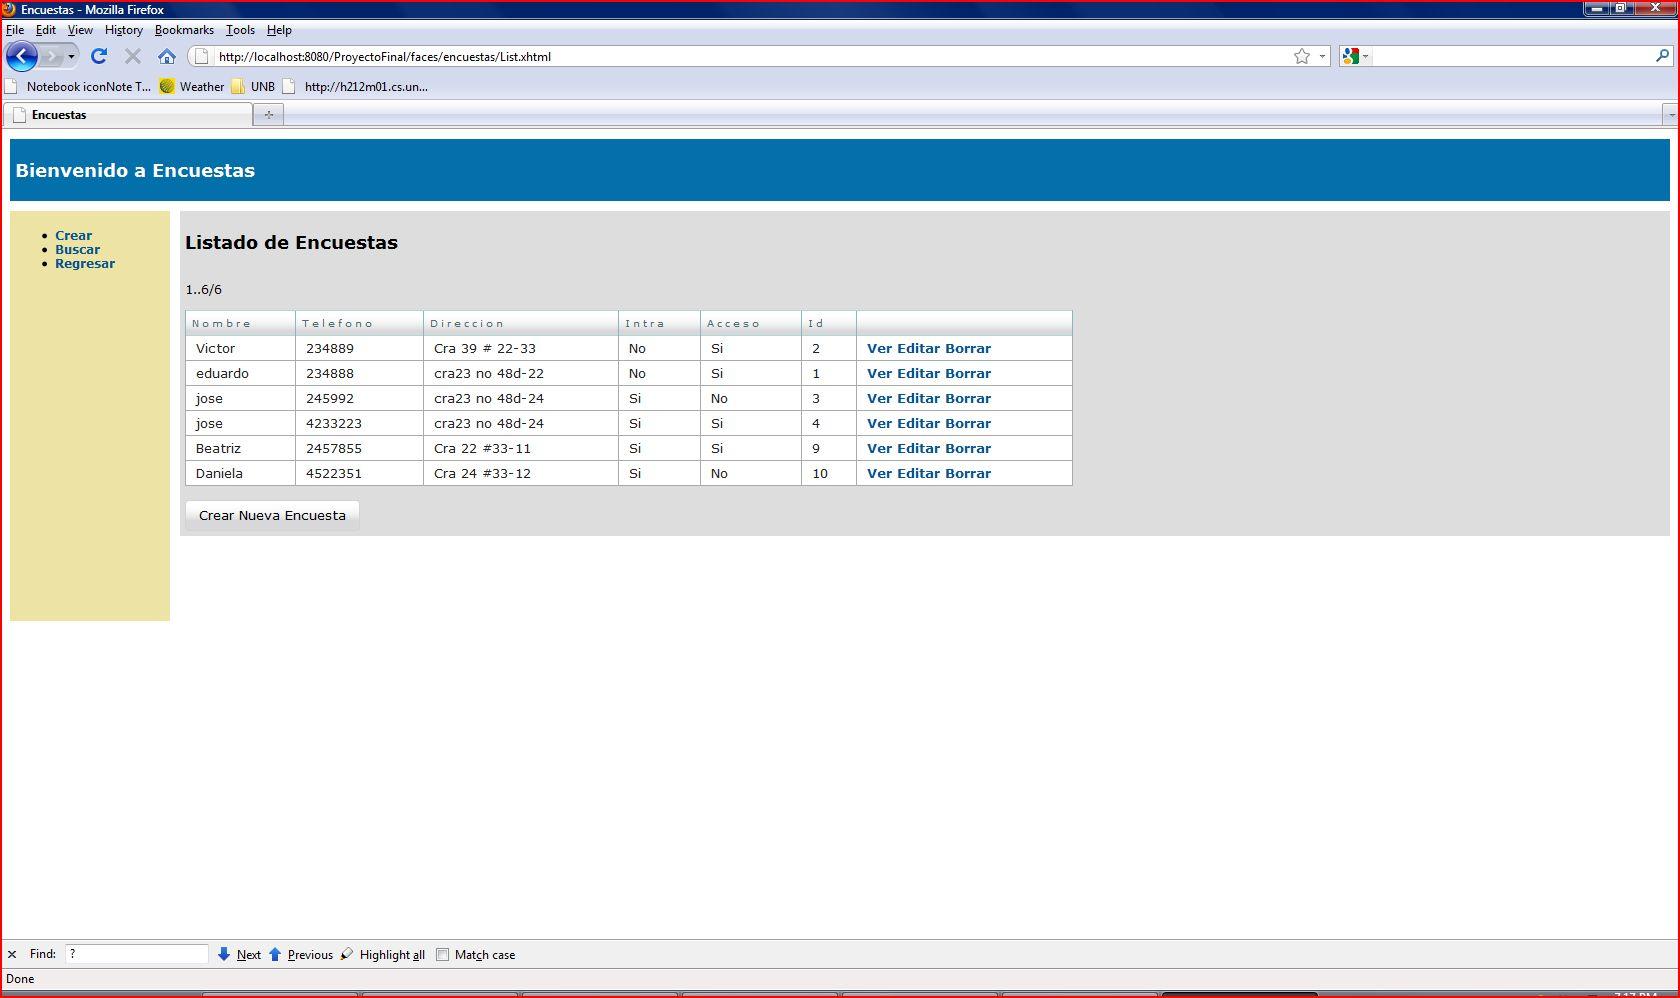 Encuestas - Mozilla Firefox
File Edit View History Bookmarks Tools Help
http://localhost:8080/ProyectoFinal/faces/encuestas/List.xhtml
Notebook iconNote T... Weather UNB http://h212m01.cs.un...
Encuestas
Bienvenido a Encuestas
Crear
Buscar
Regresar
Listado de Encuestas
1..6/6
Nombre Telefono Direccion Intra Acceso Id
Victor 234889 Cra 39 # 22-33 No Si 2 Ver Editar Borrar
eduardo 234888 cra23 no 48d-22 No Si 1 Ver Editar Borrar
jose 245992 cra23 no 48d-24 Si No 3 Ver Editar Borrar
jose 4233223 cra23 no 48d-24 Si Si 4 Ver Editar Borrar
Beatriz 2457855 Cra 22 #33-11 Si Si 9 Ver Editar Borrar
Daniela 4522351 Cra 24 #33-12 Si No 10 Ver Editar Borrar
Crear Nueva Encuesta
Find: ? Next Previous Highlight all Match case
Done